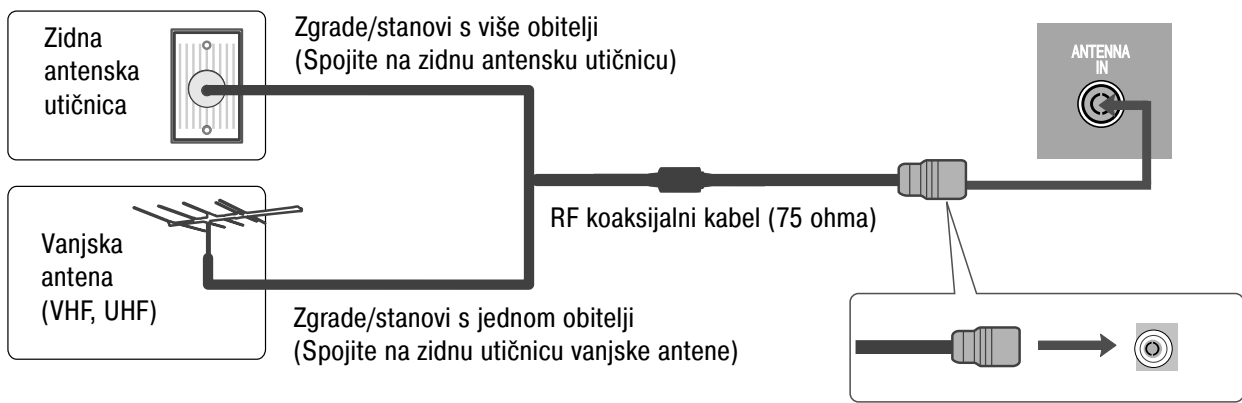 Zidna
antenska
utičnica
Zgrade/stanovi s više obitelji
(Spojite na zidnu antensku utičnicu)
ANTENNA
IN
RF koaksijalni kabel (75 ohma)
Vanjska
antena
(VHF, UHF)
Zgrade/stanovi s jednom obitelji
(Spojite na zidnu utičnicu vanjske antene)